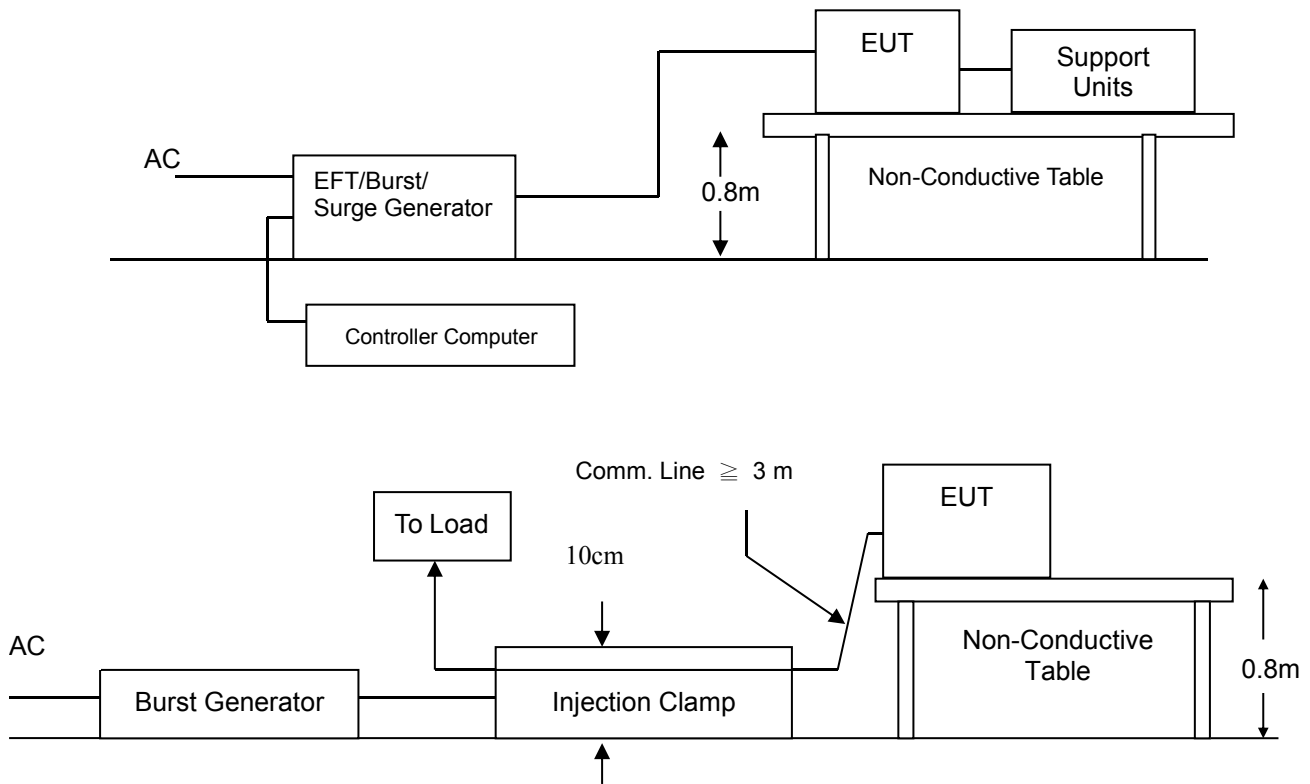 EUT
Support
Units
AC
EFT/Burst/
Surge Generator
0.8m
Non-Conductive Table
Controller Computer
Comm. Line ≧ 3 m
EUT
To Load
10cm
AC
Non-Conductive
Table
0.8m
Burst Generator
Injection Clamp